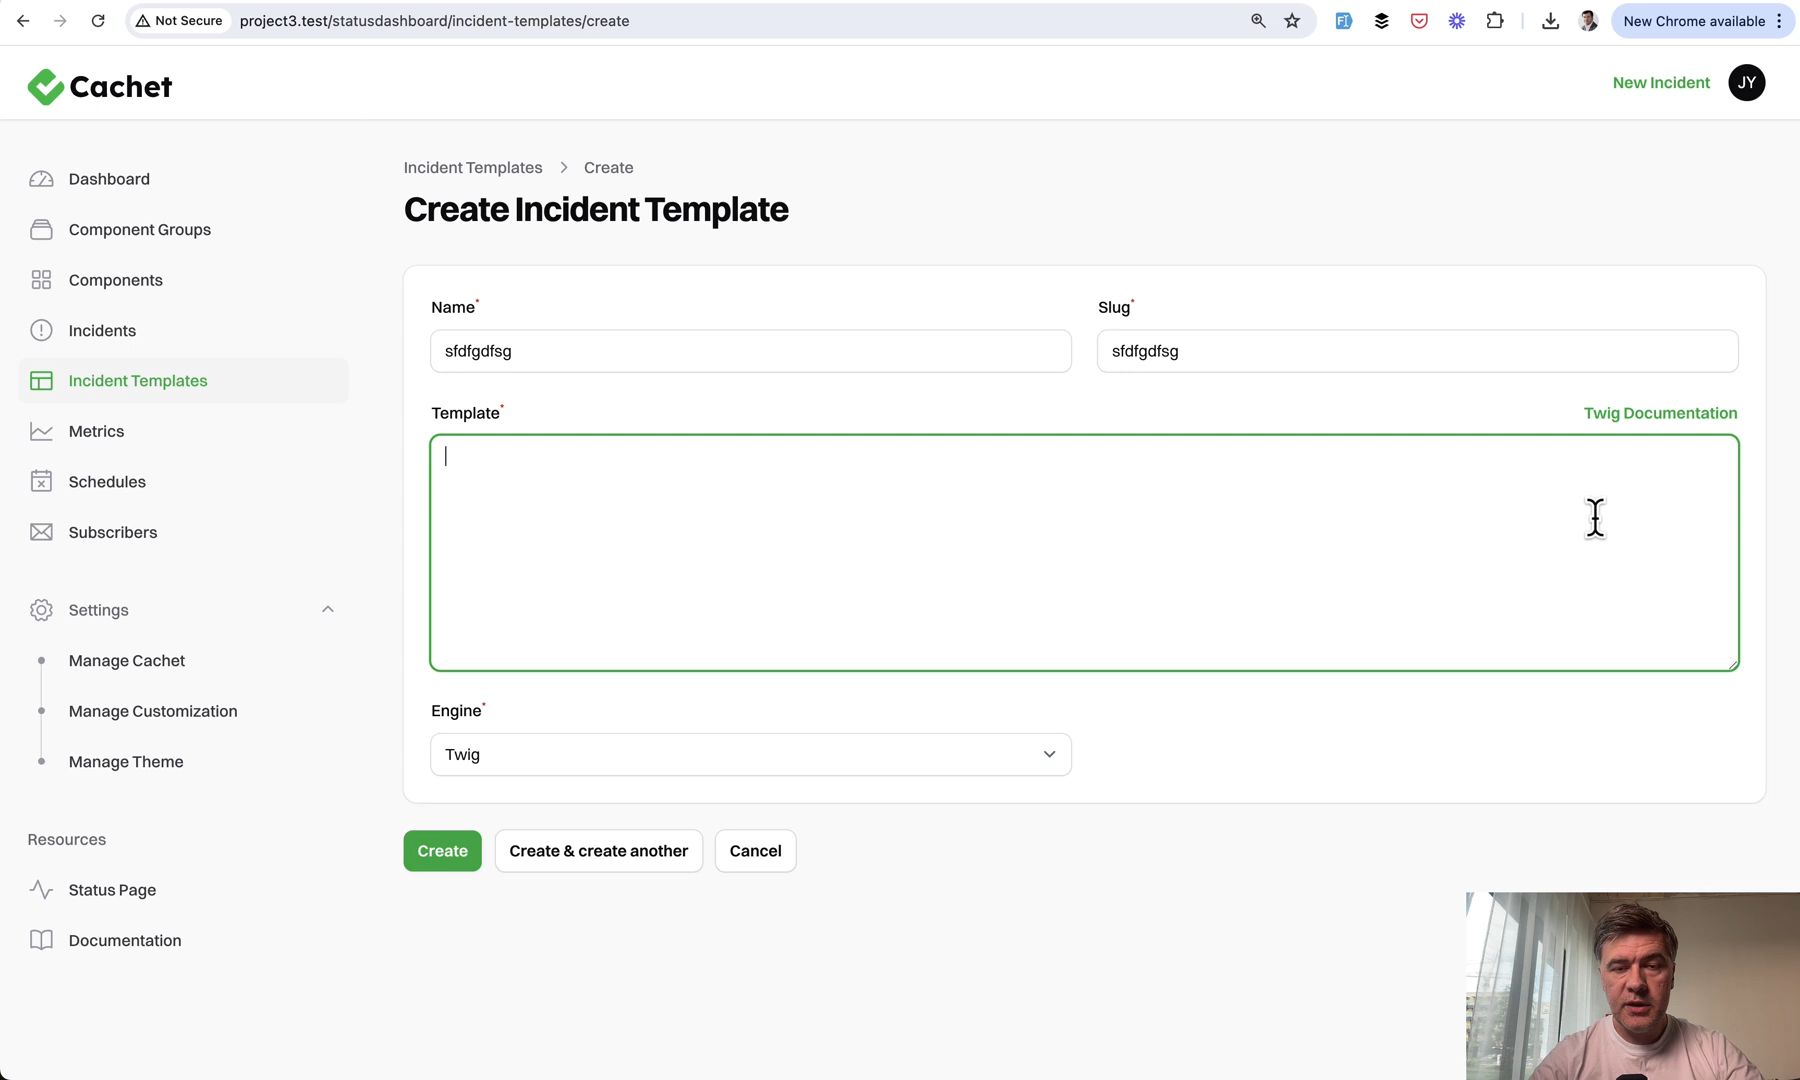 Not Secure
project3.test/statusdashboard/incident-templates/create
New Chrome available
Cachet
New Incident
JY
Dashboard
Component Groups
Components
Incidents
Incident Templates
Metrics
Schedules
Subscribers
Settings
Manage Cachet
Manage Customization
Manage Theme
Resources
Status Page
Documentation
Incident Templates > Create
Create Incident Template
Name*
sfdfgdfsg
Slug*
sfdfgdfsg
Template*
Twig Documentation
Engine*
Twig
Create
Create & create another
Cancel